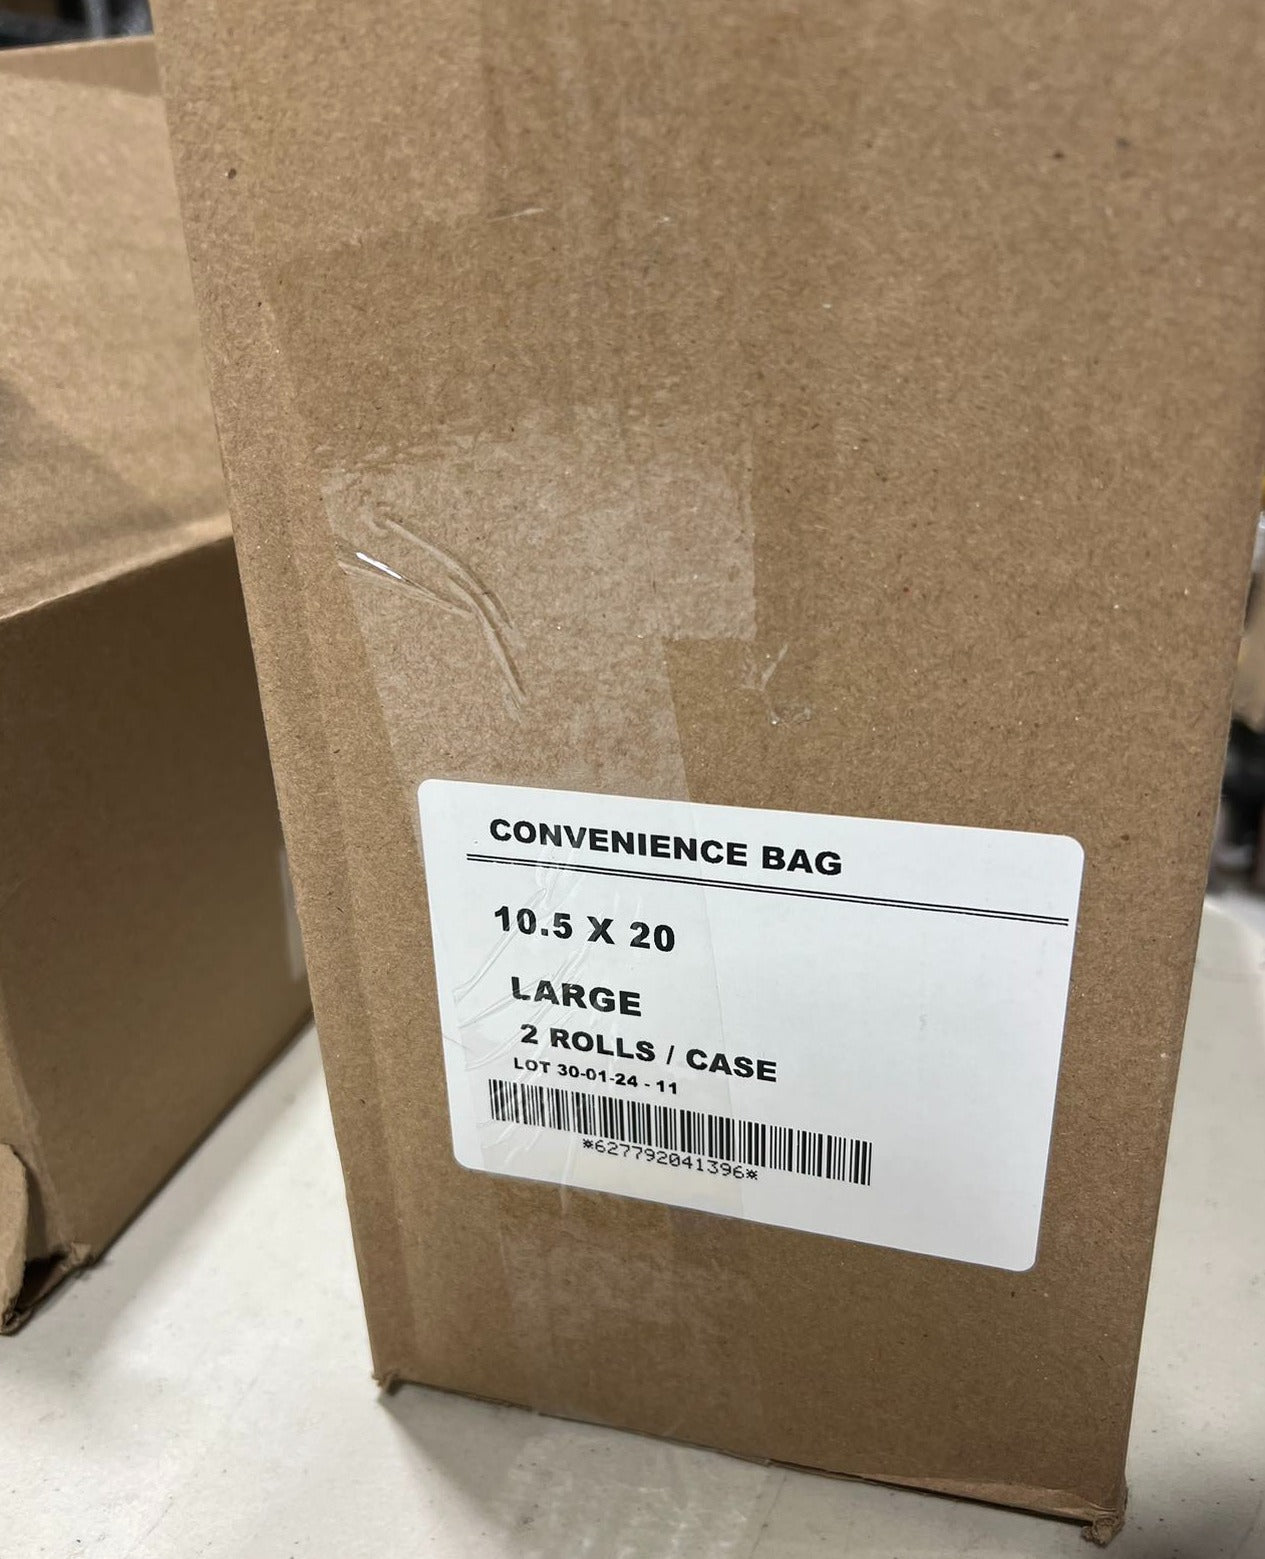 CONVENIENCE BAG
10.5 X 20
LARGE
2 ROLLS / CASE
LOT 30-01-24 - 11
*627792041396*